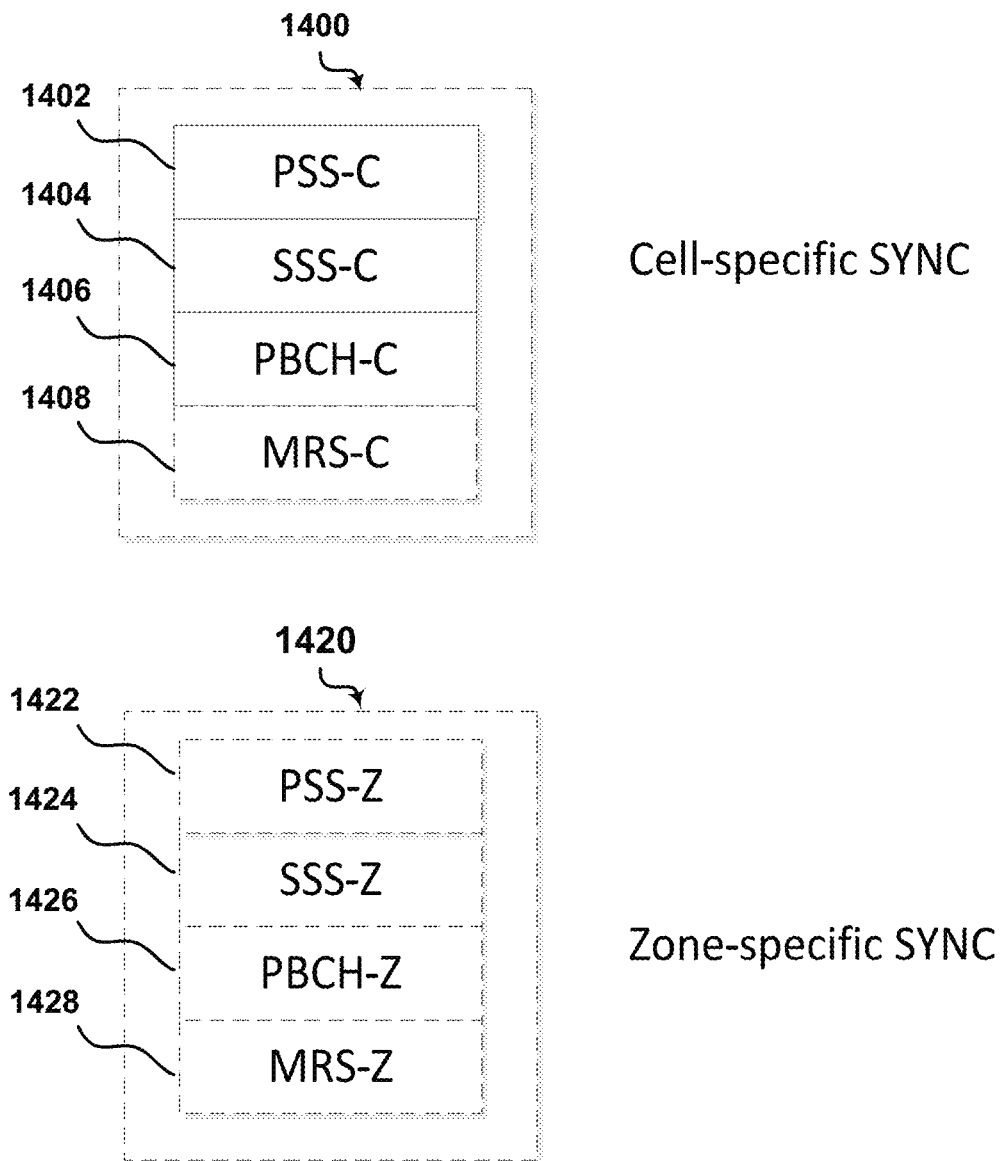 1400
1402
PSS-C
1404
SSS-C
Cell-specific SYNC
1406
PBCH-C
1408
MRS-C
1420
1422
PSS-Z
1424
SSS-Z
1426
PBCH-Z
Zone-specific SYNC
1428
MRS-Z